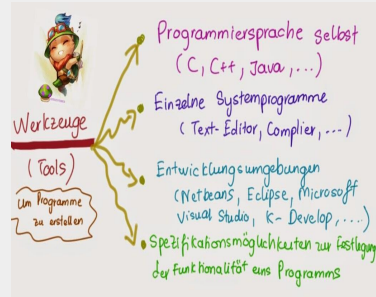 Werkzeuge
(Tools)
um Programme
zu erstellen
Programmiersprache selbst
(C, C++, Java,...)
Einzelne Systemprogramme
(Text-Editor, Complier,...)
Entwicklungsumgebungen
(Netbeans, Eclipse, Microsoft
Visual Studio, K-Develop,....)
Spezifikationsmöglichkeiten zur Festlegung
der Funktionalität eins Programms